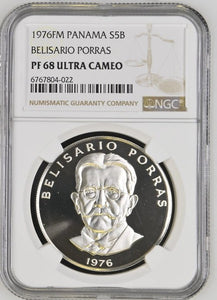 1976FM PANAMA S5B
BELISARIO PORRAS
PF 68 ULTRA CAMEO
6767804-022
NUMISMATIC GUARANTY COMPANY
NGC
BELISARIO PORRAS
1976